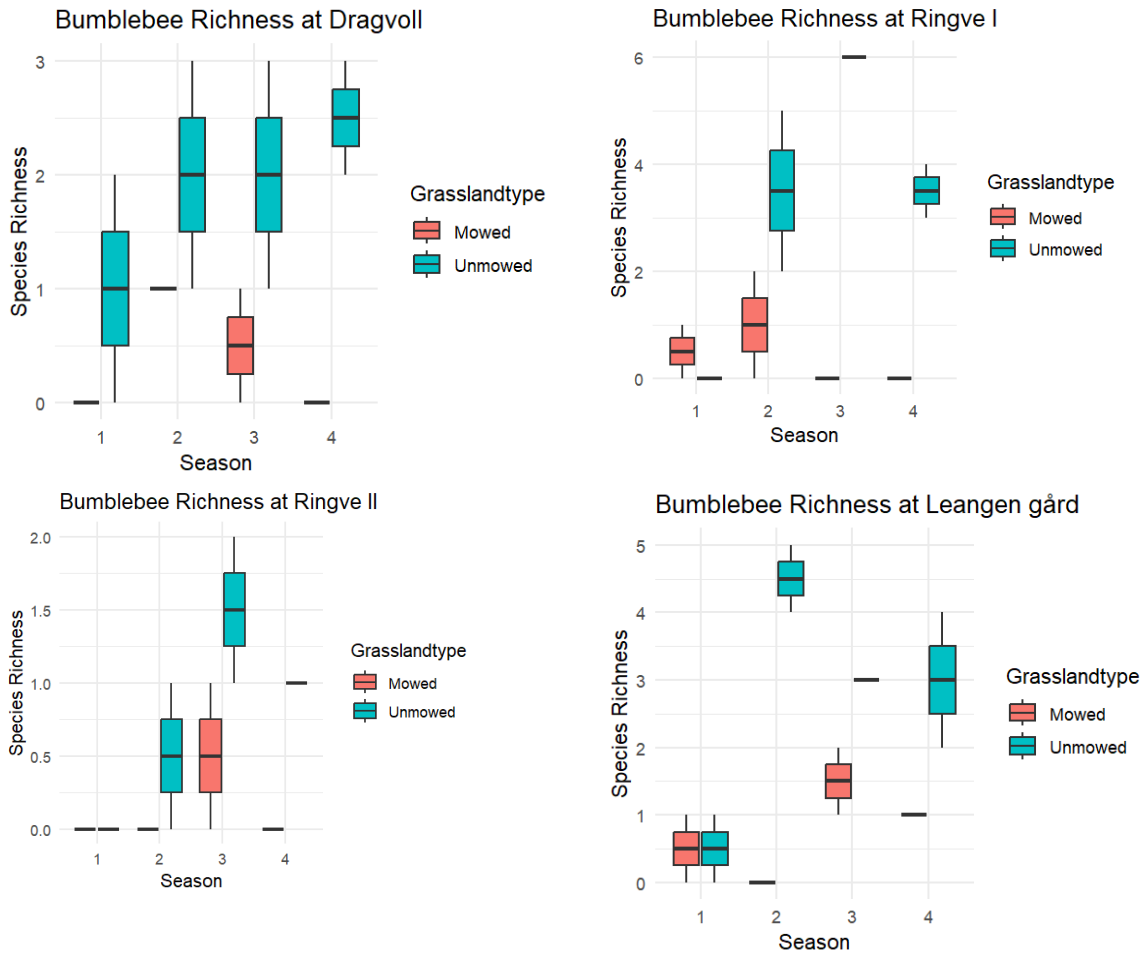 Bumblebee Richness at Dragvoll
3
2
1
0
Species Richness
1 2 3 4
Season
Grasslandtype
Mowed
Unmowed
Bumblebee Richness at Ringve I
6
4
2
0
Species Richness
1 2 3 4
Season
Grasslandtype
Mowed
Unmowed
Bumblebee Richness at Ringve II
2.0
1.5
1.0
0.5
0.0
Species Richness
1 2 3 4
Season
Grasslandtype
Mowed
Unmowed
Bumblebee Richness at Leangen gård
5
4
3
2
1
0
Species Richness
1 2 3 4
Season
Grasslandtype
Mowed
Unmowed